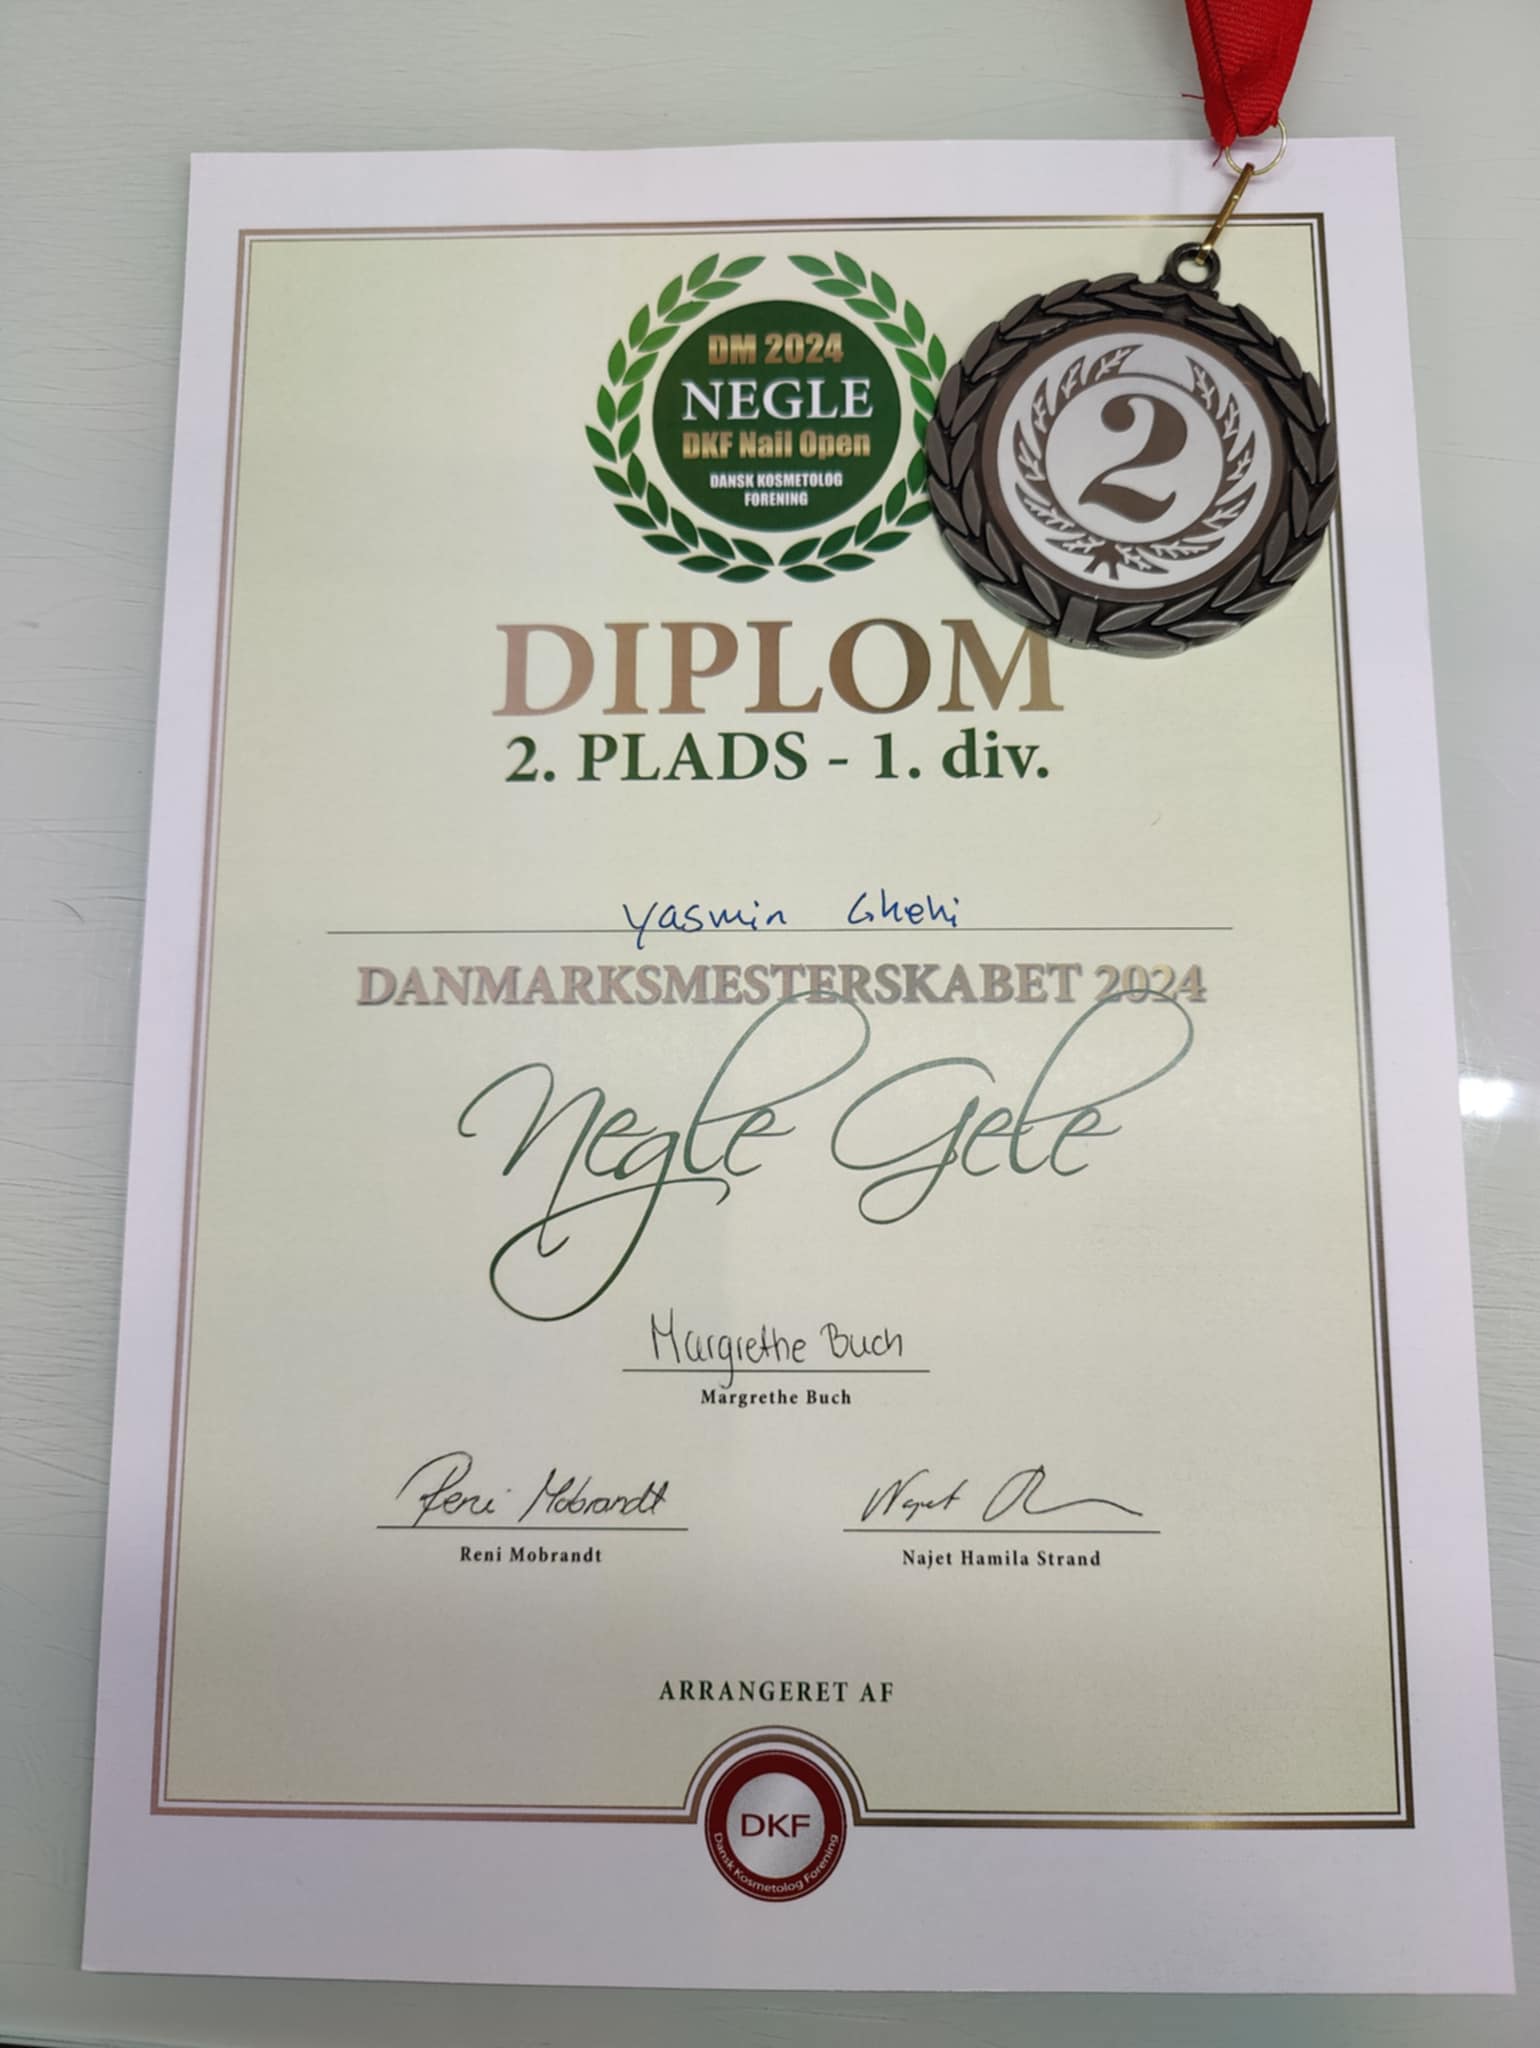 DM 2024
NEGLE
DKF Nail Open
DANSK KOSMETOLOG
FORENING
2
DIPLOM
2. PLADS - 1. div.
Yasmin Ghehi
DANMARKSMESTERSKABET 2024
Negle Gele
Margrethe Buch
Margrethe Buch
Reni Mobrandt
Najet
Reni Mobrandt
Najet Hamila Strand
ARRANGERET AF
DKF
Dansk Kosmetolog Forening